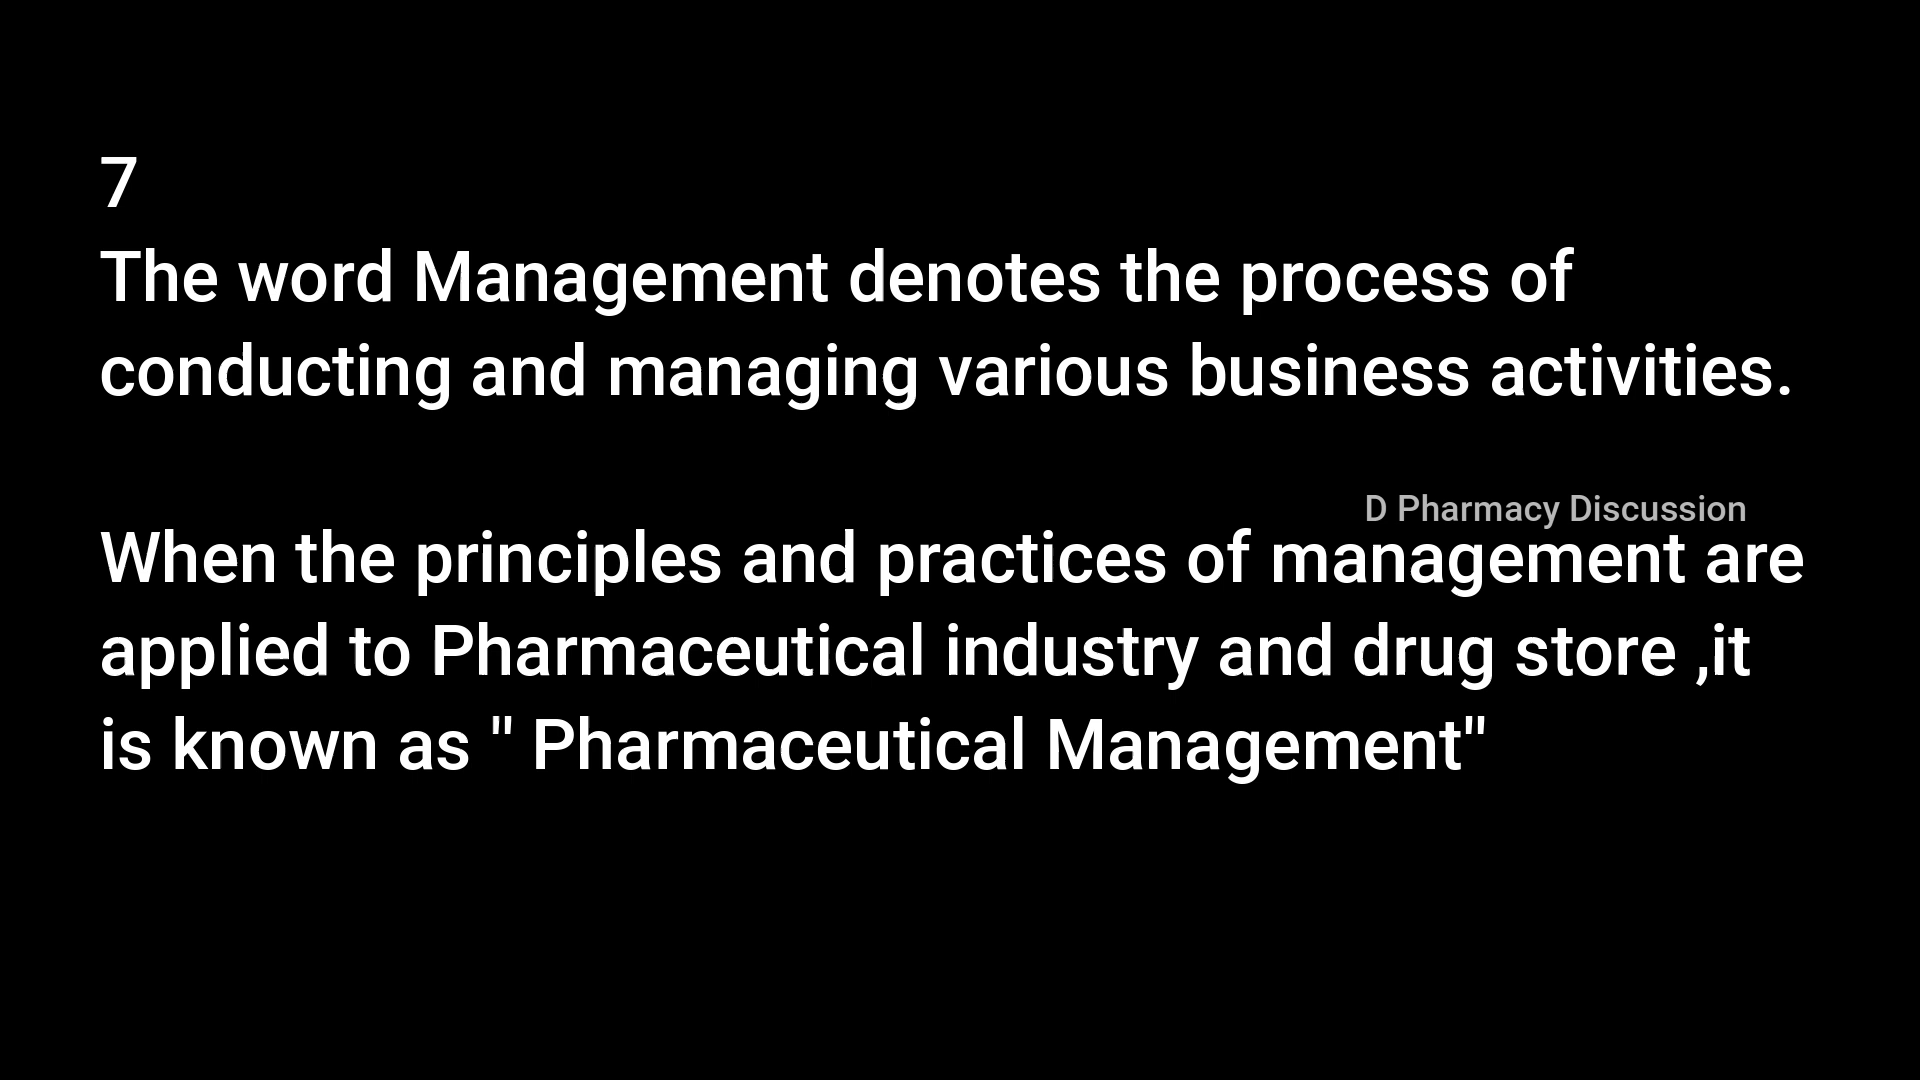 7
The word Management denotes the process of
conducting and managing various business activities.
D Pharmacy Discussion
When the principles and practices of management are
applied to Pharmaceutical industry and drug store ,it
is known as " Pharmaceutical Management"